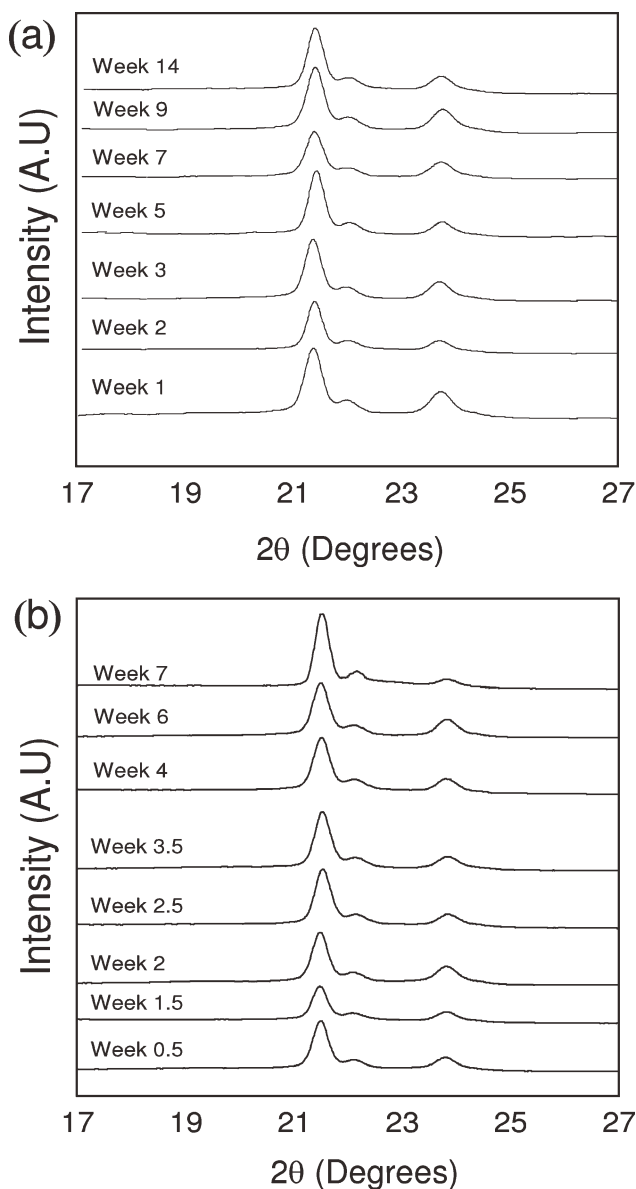 (a)
Intensity (A.U)
Week 14
Week 9
Week 7
Week 5
Week 3
Week 2
Week 1
17 19 21 23 25 27
2θ (Degrees)
(b)
Intensity (A.U)
Week 7
Week 6
Week 4
Week 3.5
Week 2.5
Week 2
Week 1.5
Week 0.5
17 19 21 23 25 27
2θ (Degrees)